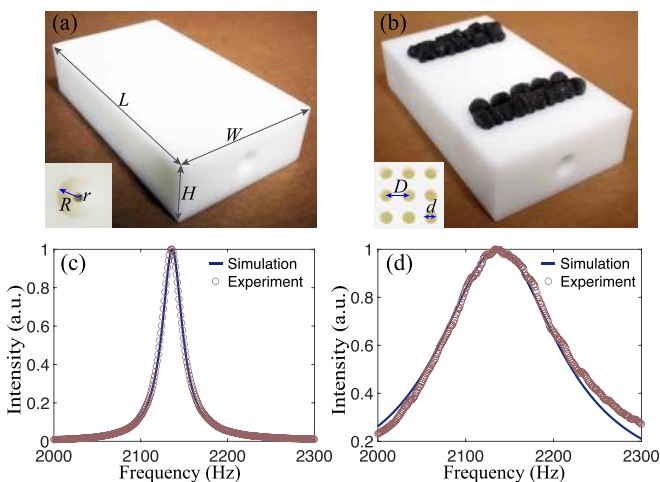 (a)
L
W
H
R
r
(b)
D
d
(c)
Simulation
Experiment
Intensity (a.u.)
1
0.8
0.6
0.4
0.2
0
2000
2100
2200
2300
Frequency (Hz)
(d)
Simulation
Experiment
Intensity (a.u.)
1
0.8
0.6
0.4
0.2
2000
2100
2200
2300
Frequency (Hz)